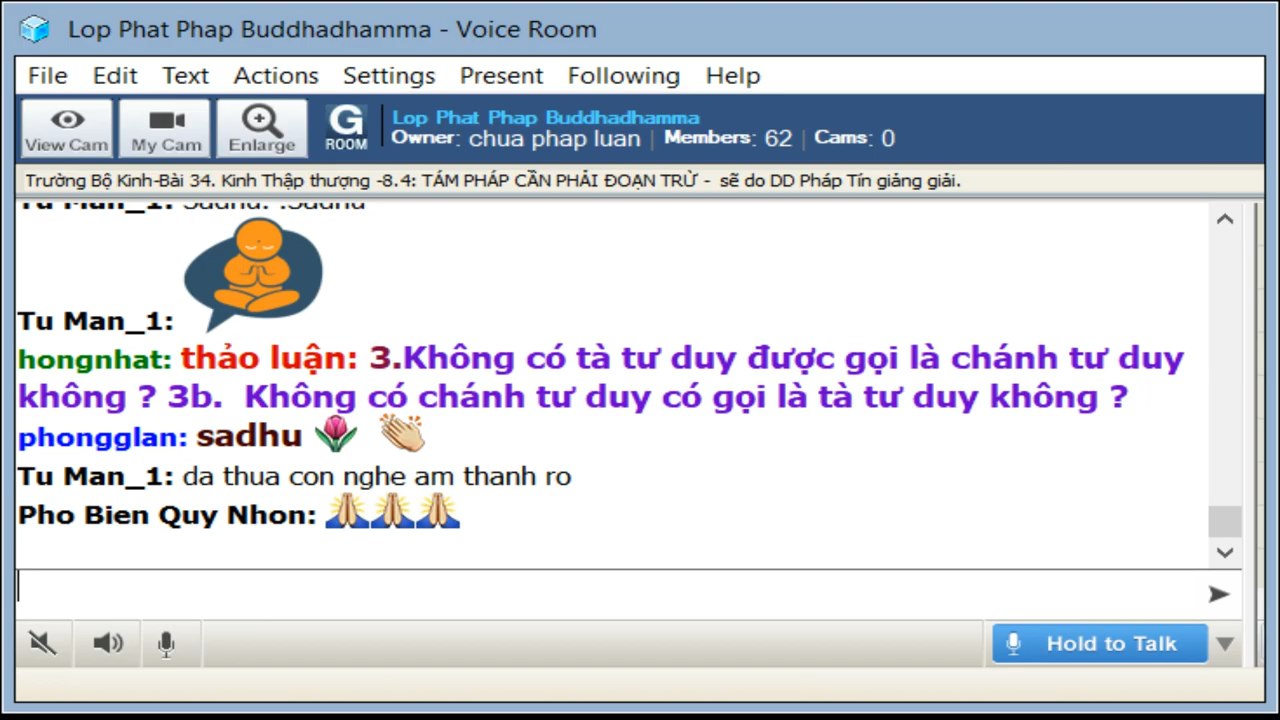 Lop Phat Phap Buddhadhamma - Voice Room
File Edit Text Actions Settings Present Following Help
View Cam My Cam Enlarge G ROOM
Lop Phat Phap Buddhadhamma
Owner: chua phap luan | Members: 62 | Cams: 0
Trường Bộ Kinh-Bài 34. Kinh Thập thượng -8.4: TÁM PHÁP CẦN PHẢI ĐOẠN TRỪ - sẽ do DD Pháp Tín giảng giải.
Tu Man_1: Sadhu. .Sadhu
Tu Man_1:
hongnhat: thảo luận: 3.Không có tà tư duy được gọi là chánh tư duy
không ? 3b. Không có chánh tư duy có gọi là tà tư duy không ?
phongglan: sadhu
Tu Man_1: da thua con nghe am thanh ro
Pho Bien Quy Nhon:
Hold to Talk